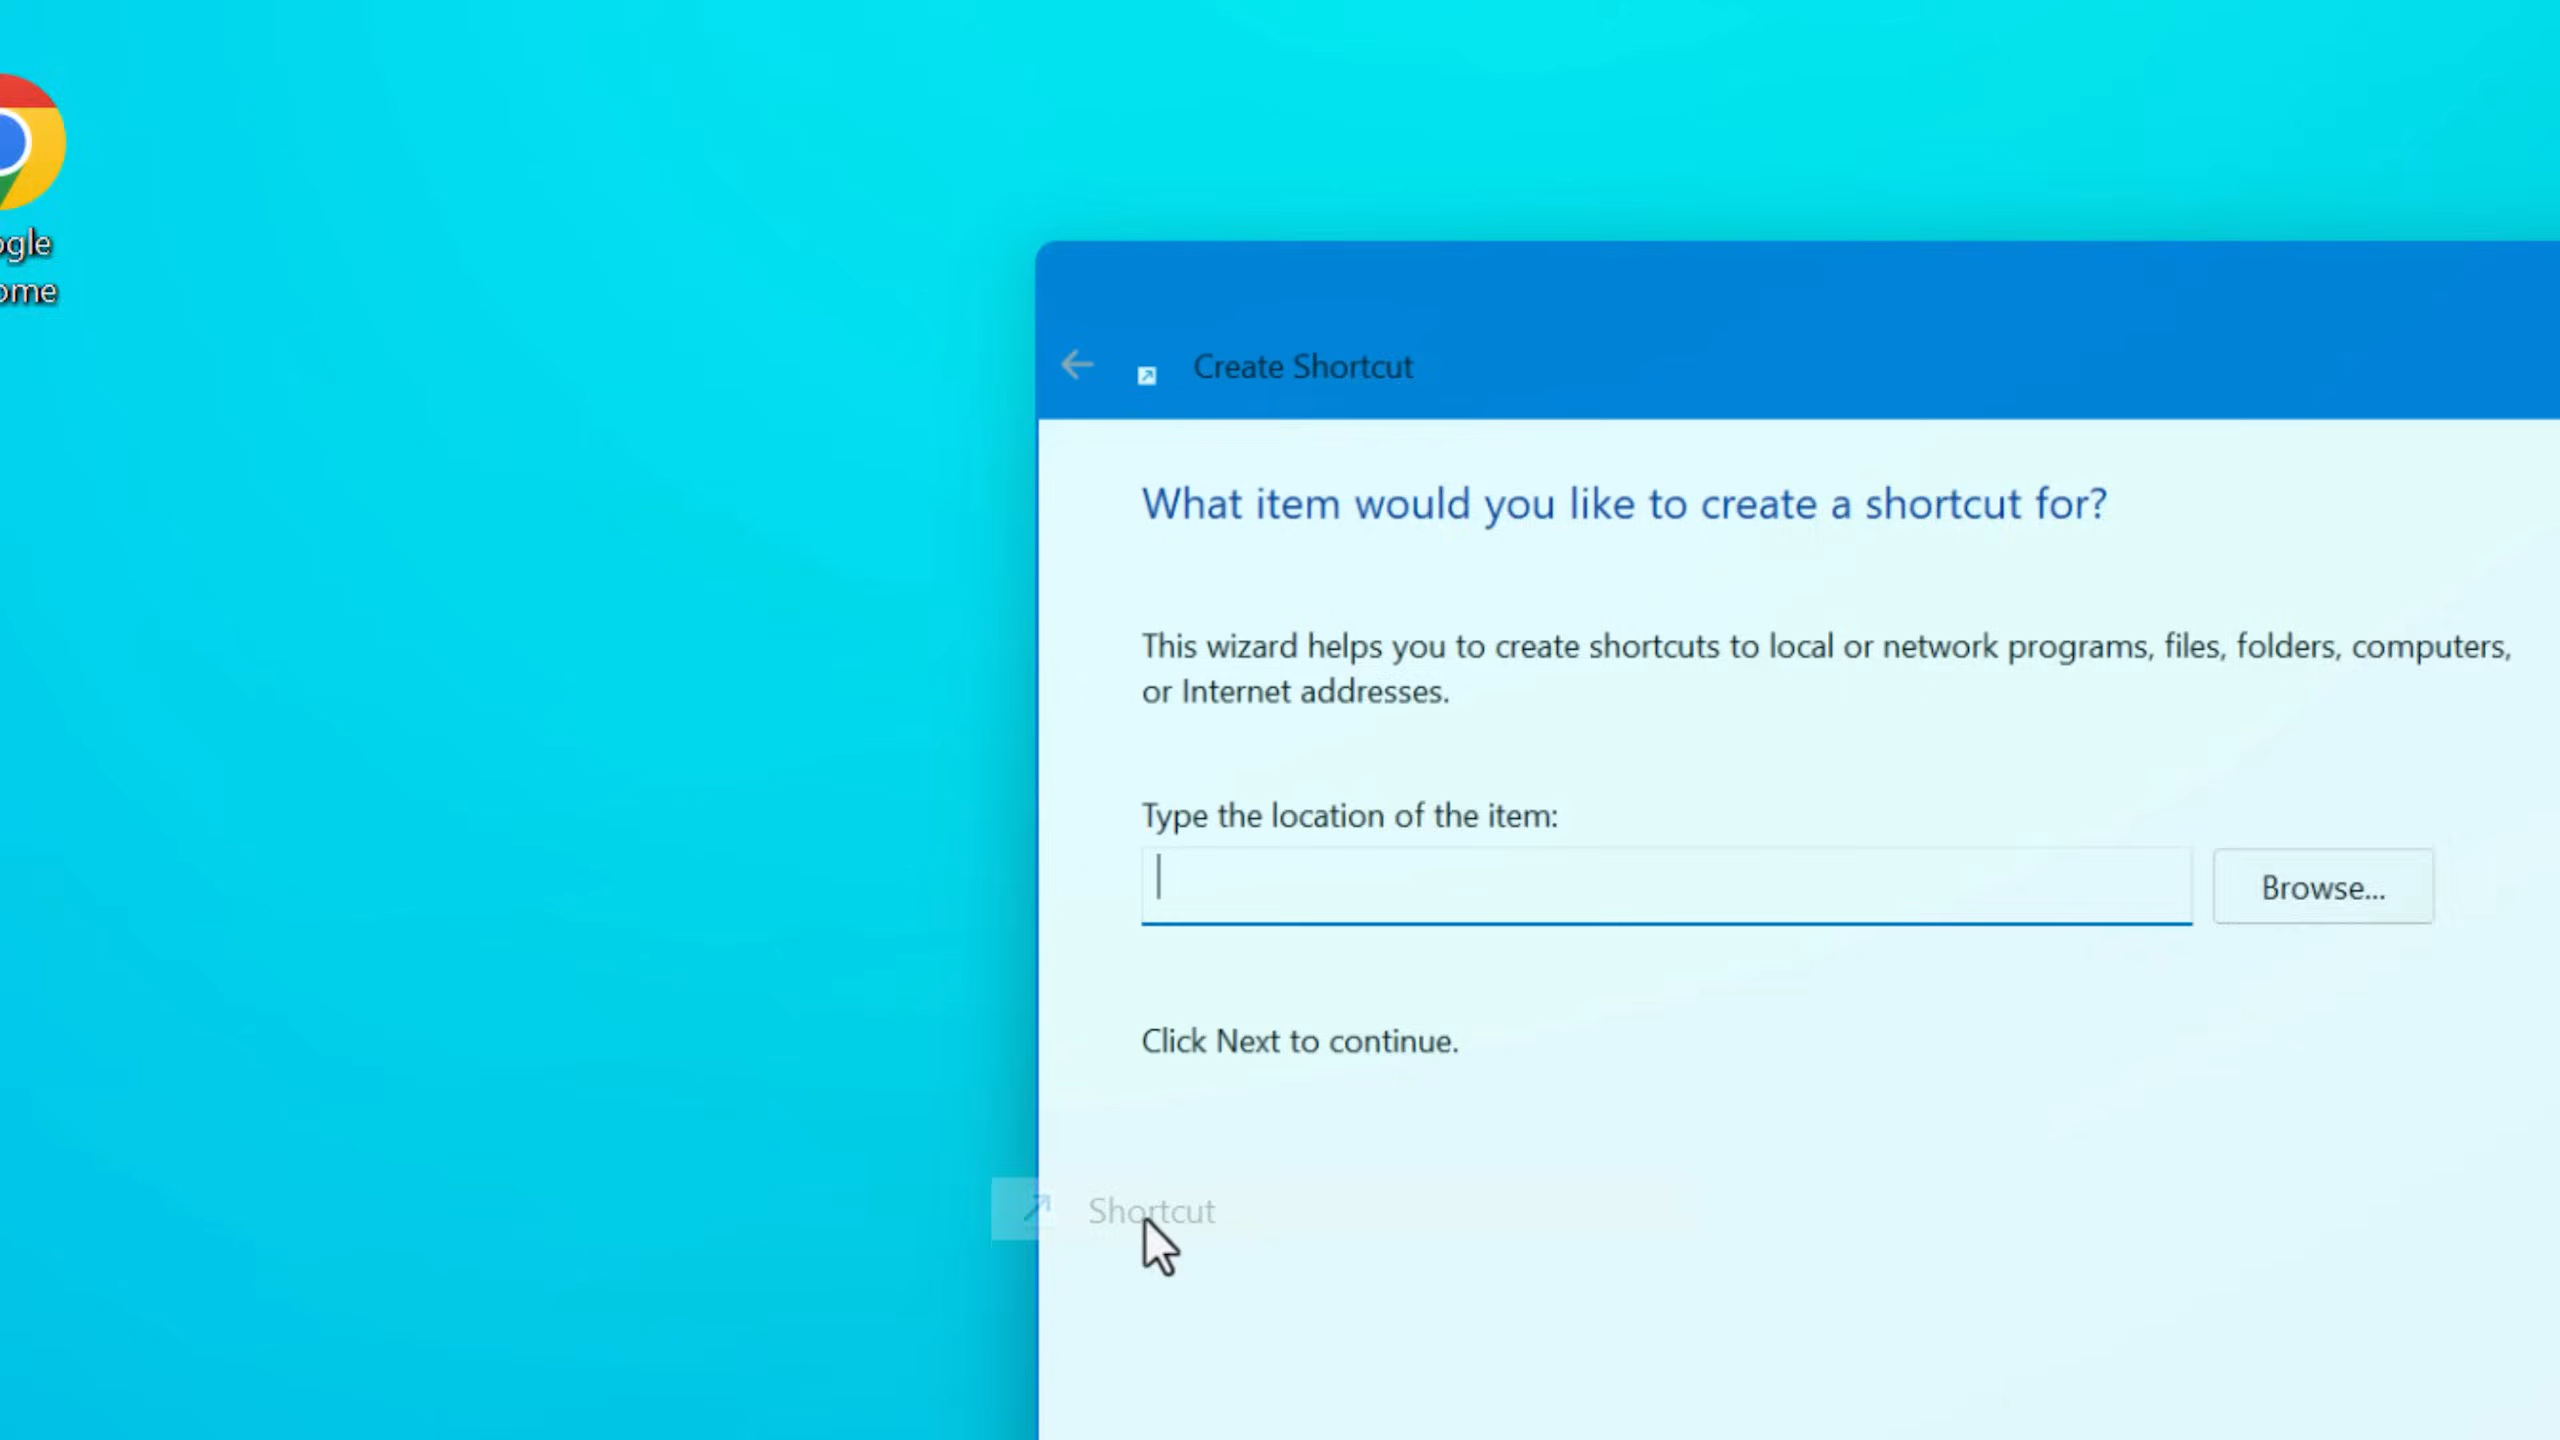 ogle
ome
Create Shortcut
What item would you like to create a shortcut for?
This wizard helps you to create shortcuts to local or network programs, files, folders, computers,
or Internet addresses.
Type the location of the item:
Browse...
Click Next to continue.
Shortcut